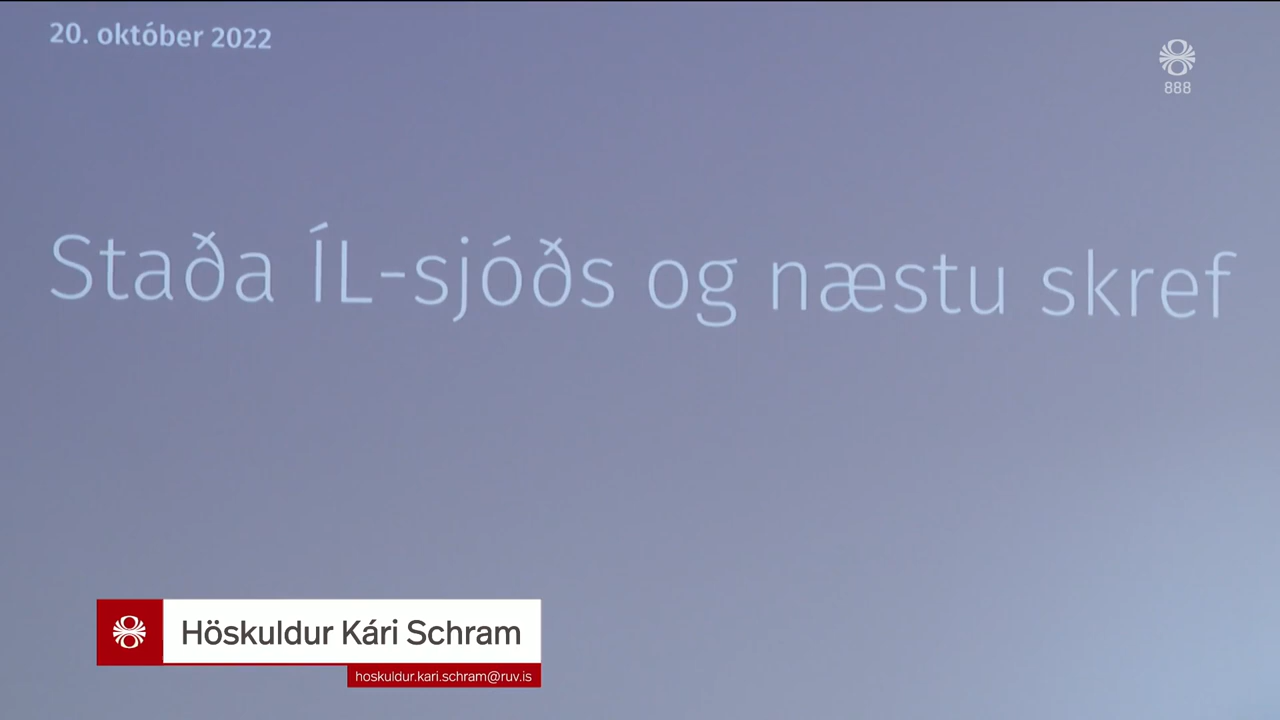 20. október 2022
888
Staða ÍL-sjóðs og næstu skref
Höskuldur Kári Schram
hoskuldur.kari.schram@ruv.is